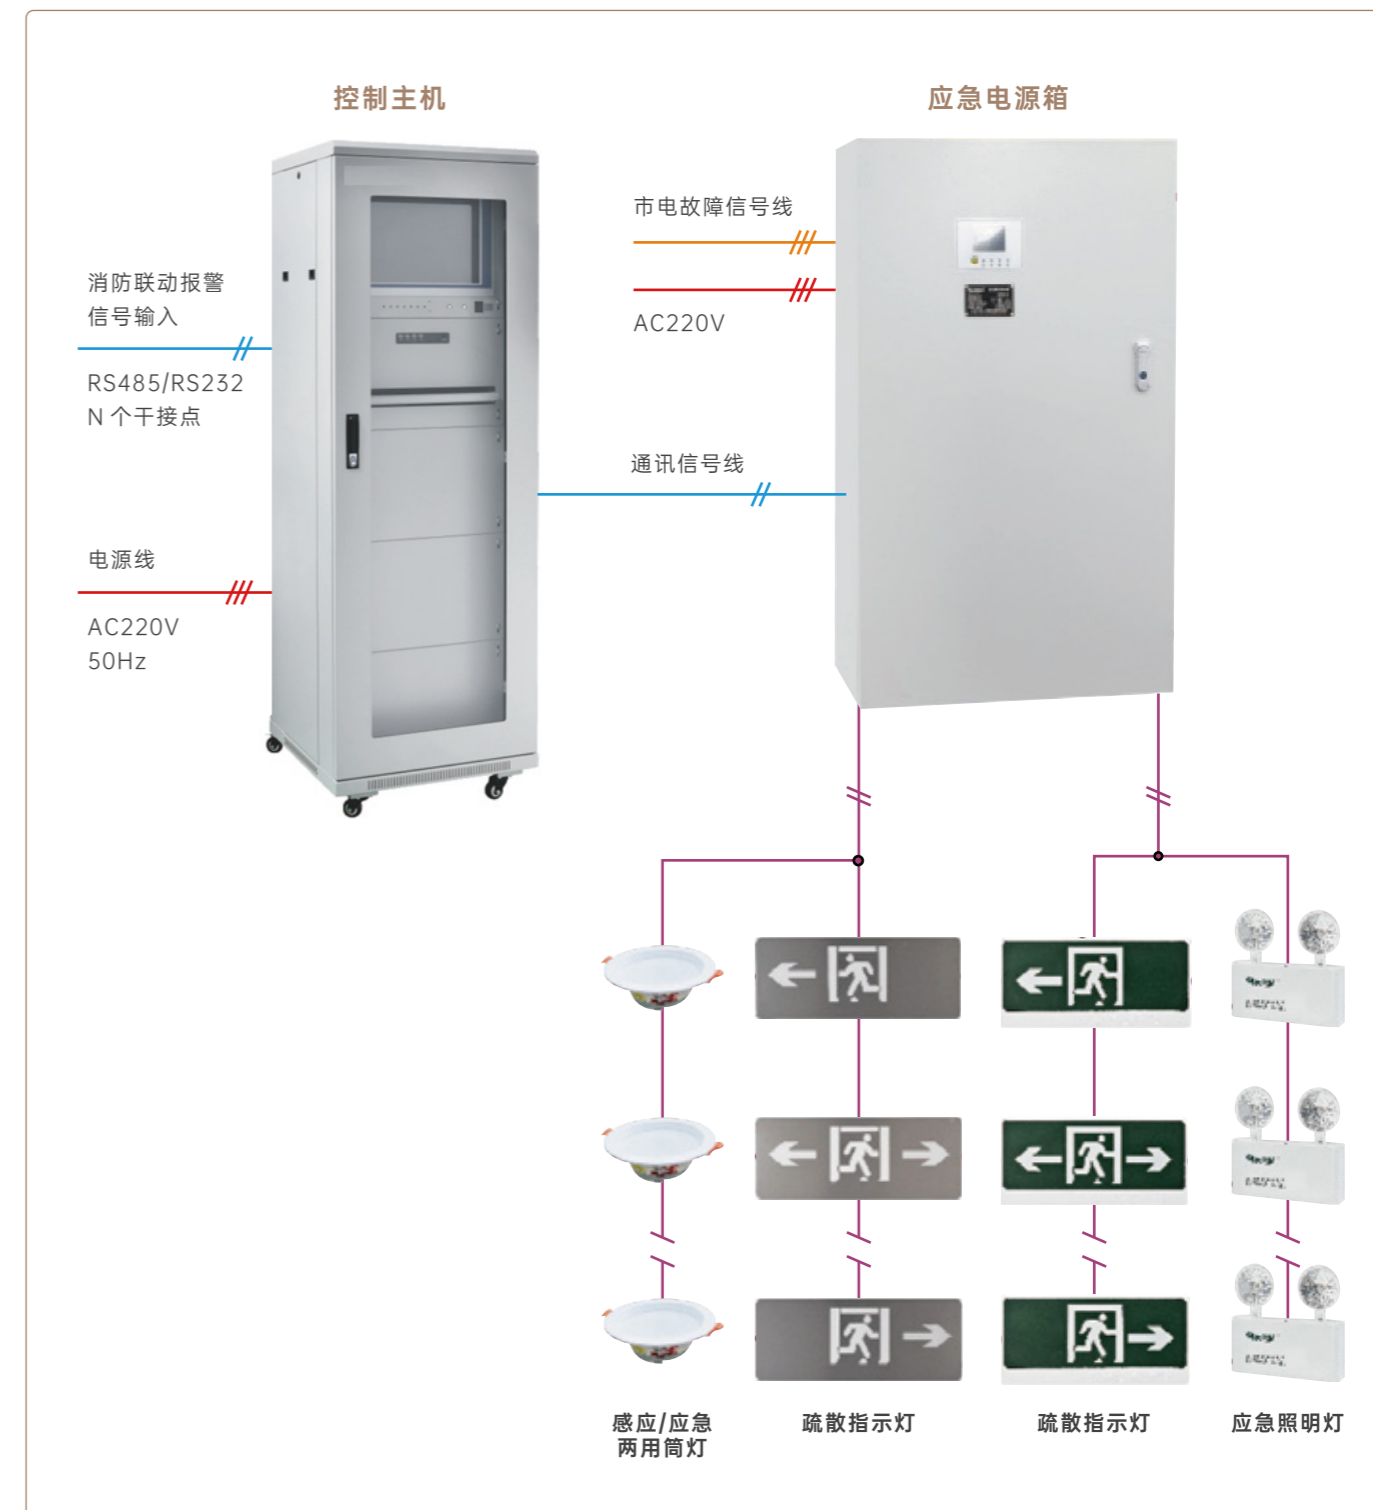 控制主机
应急电源箱
市电故障信号线
AC220V
消防联动报警
信号输入
RS485/RS232
N 个干接点
通讯信号线
电源线
AC220V
50Hz
感应/应急
两用筒灯
疏散指示灯
疏散指示灯
应急照明灯